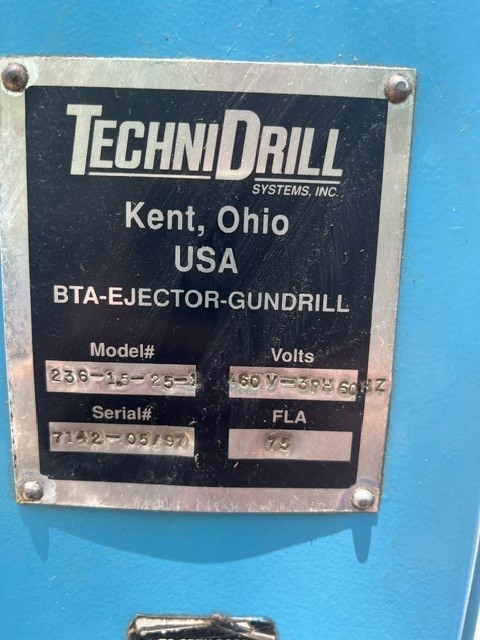 TECHNIDRILL
SYSTEMS, INC.
Kent, Ohio
USA
BTA-EJECTOR-GUNDRILL
Model#
236-15-25-1
Volts
460V-3PH 60HZ
Serial#
7142-05/97
FLA
75